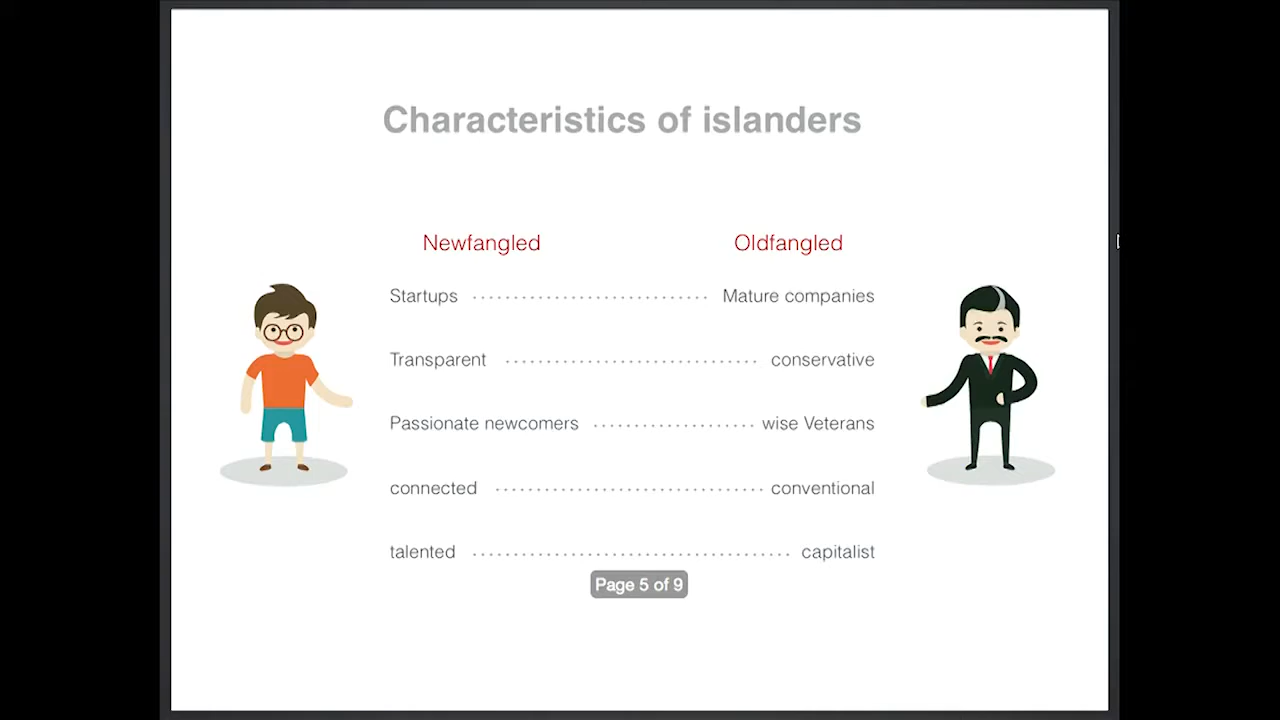 Characteristics of islanders
Newfangled Oldfangled
Startups Mature companies
Transparent conservative
Passionate newcomers wise Veterans
connected conventional
talented capitalist
Page 5 of 9